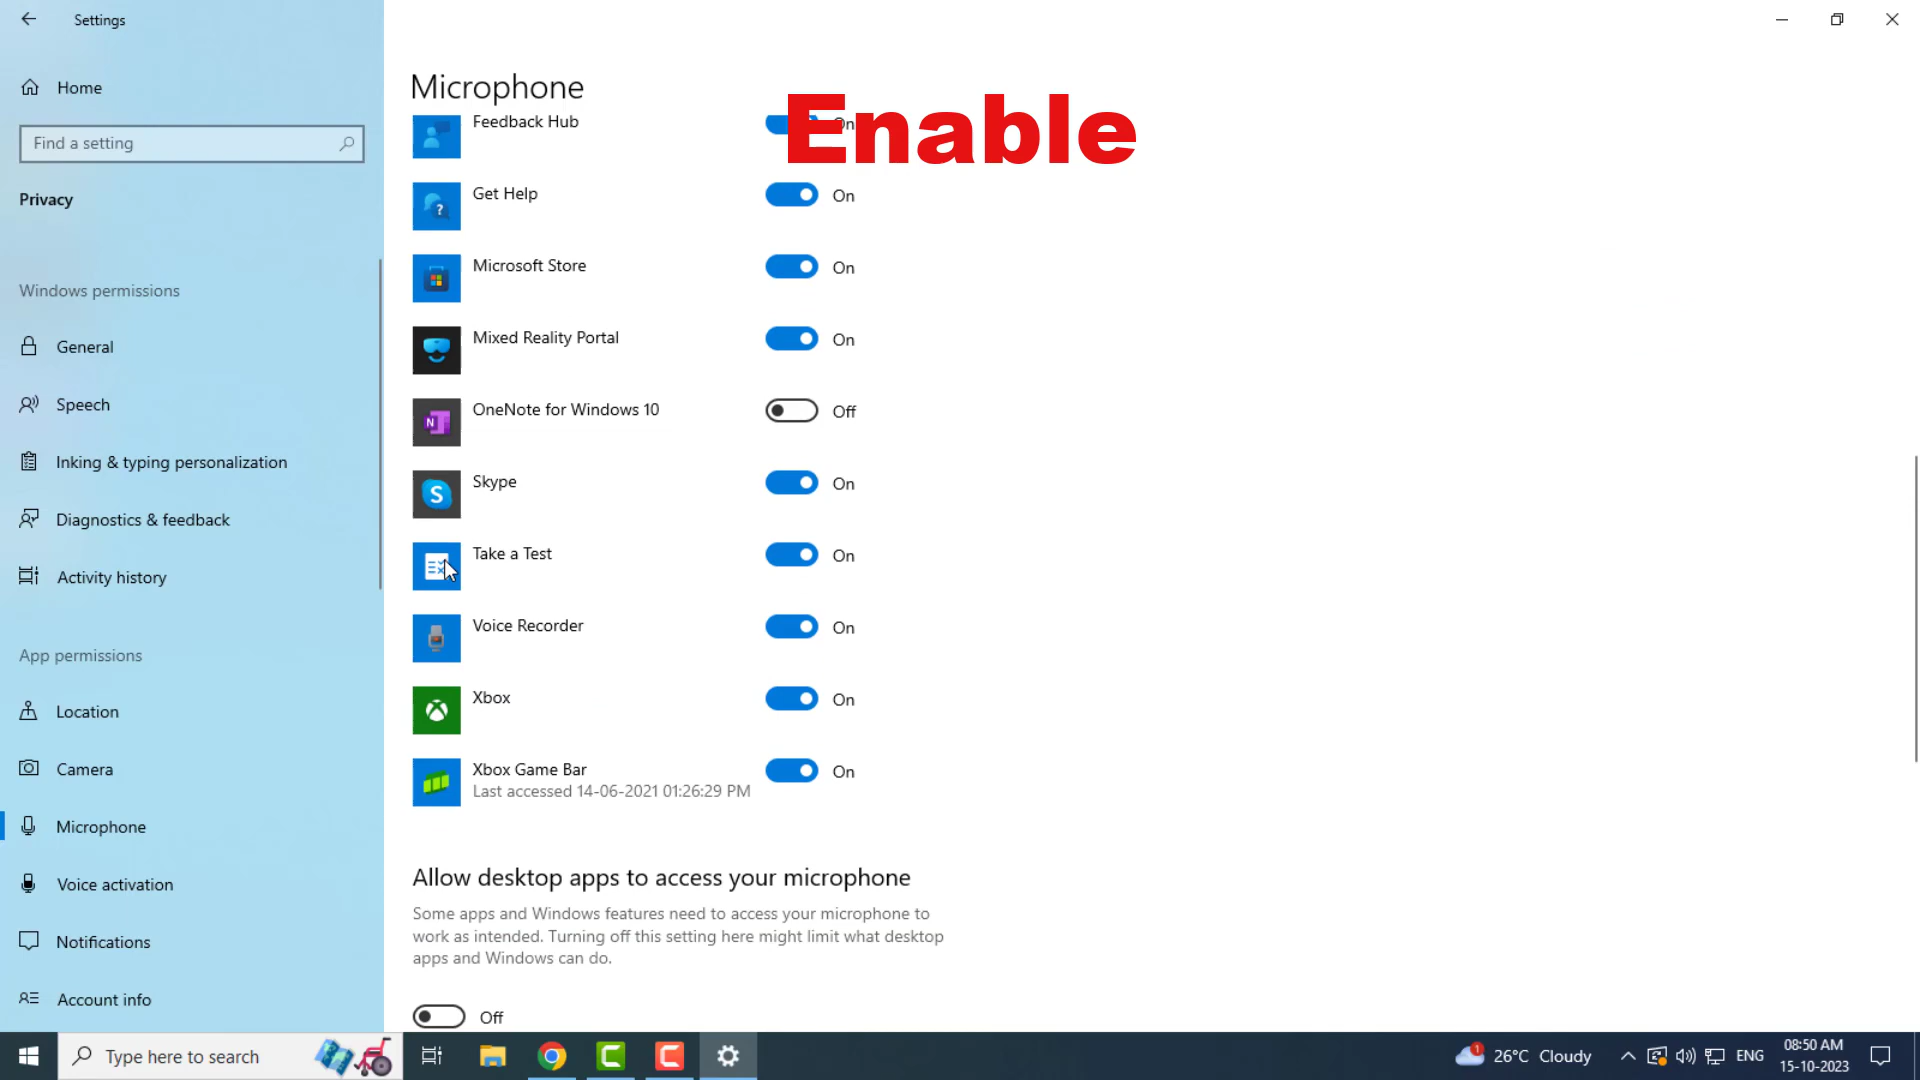 Settings
Home
Find a setting
Privacy
Windows permissions
General
Speech
Inking & typing personalization
Diagnostics & feedback
Activity history
App permissions
Location
Camera
Microphone
Voice activation
Notifications
Account info
Microphone
Enable
Feedback Hub On
Get Help On
Microsoft Store On
Mixed Reality Portal On
OneNote for Windows 10 Off
Skype On
Take a Test On
Voice Recorder On
Xbox On
Xbox Game Bar On
Last accessed 14-06-2021 01:26:29 PM
Allow desktop apps to access your microphone
Some apps and Windows features need to access your microphone to
work as intended. Turning off this setting here might limit what desktop
apps and Windows can do.
Off
Type here to search
1
26°C Cloudy
ENG
08:50 AM
15-10-2023